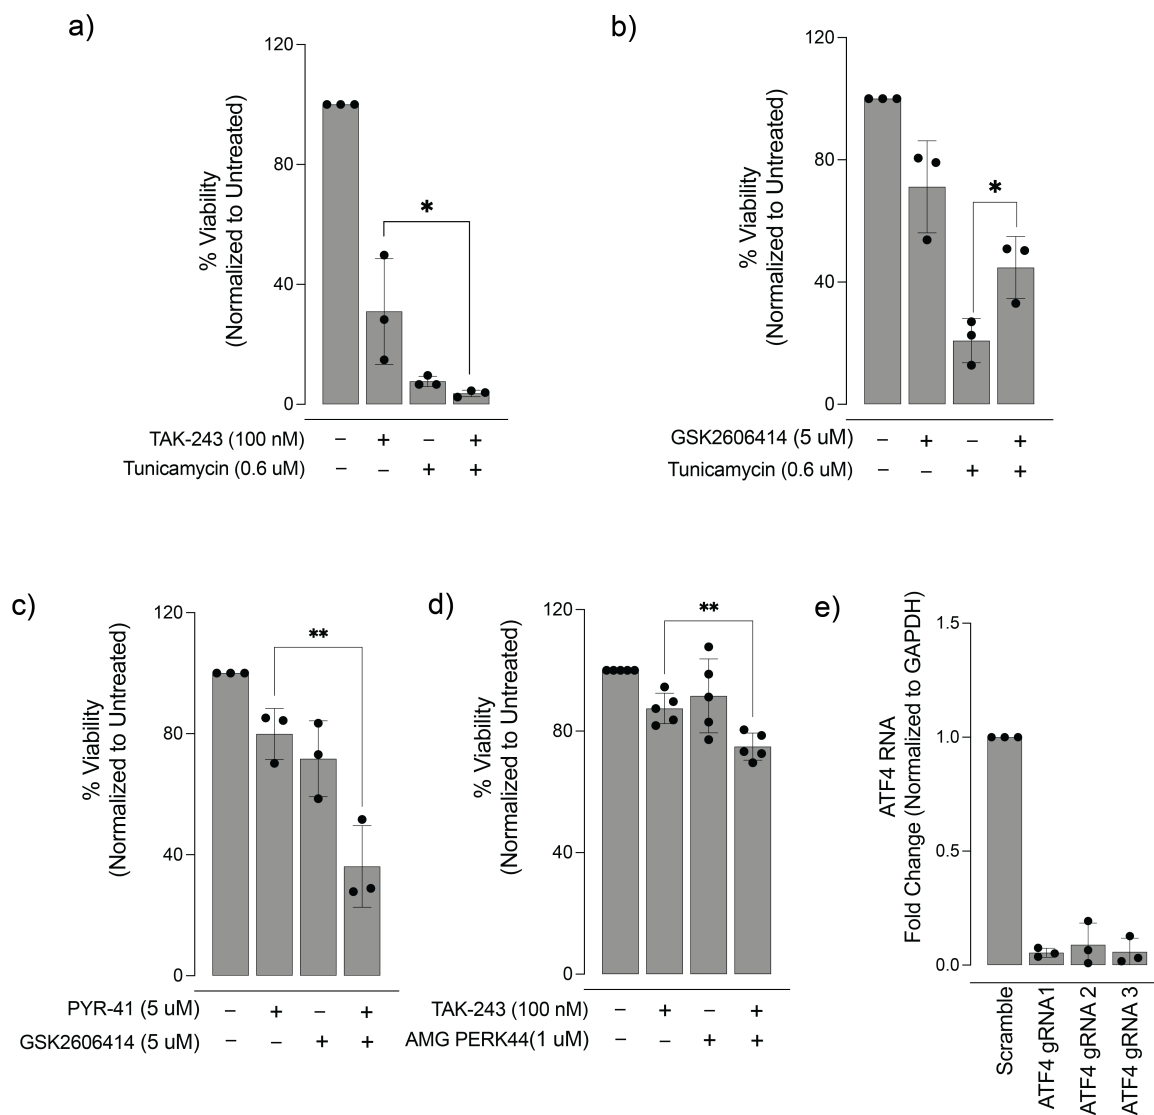 a)
% Viability
(Normalized to Untreated)
120
80
40
0
*
TAK-243 (100 nM) – + – +
Tunicamycin (0.6 uM) – – + +
b)
% Viability
(Normalized to Untreated)
120
80
40
0
*
GSK2606414 (5 uM) – + – +
Tunicamycin (0.6 uM) – – + +
c)
% Viability
(Normalized to Untreated)
120
80
40
0
**
PYR-41 (5 uM) – + – +
GSK2606414 (5 uM) – – + +
d)
% Viability
(Normalized to Untreated)
120
80
40
0
**
TAK-243 (100 nM) – + – +
AMG PERK44(1 uM) – – + +
e)
ATF4 RNA
Fold Change (Normalized to GAPDH)
1.5
1.0
0.5
0.0
Scramble
ATF4 gRNA1
ATF4 gRNA 2
ATF4 gRNA 3